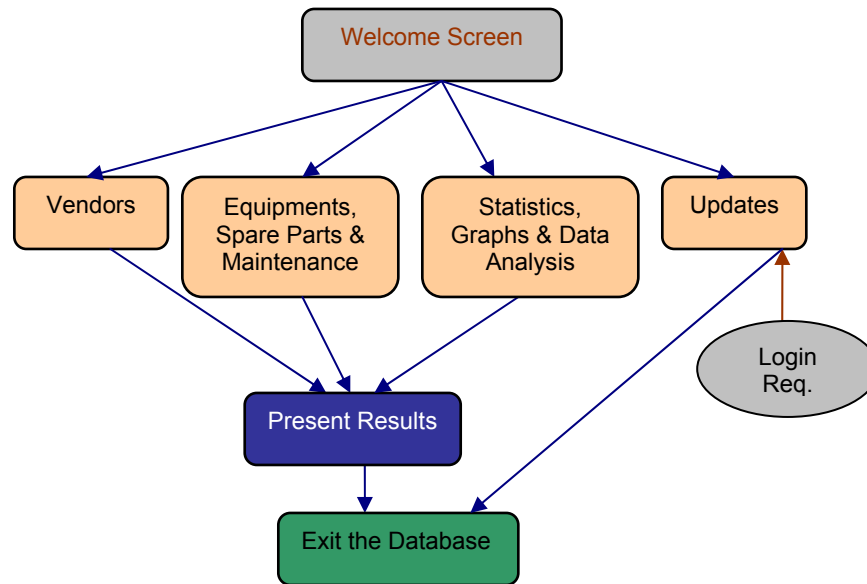 Welcome Screen
Vendors
Equipments,
Spare Parts &
Maintenance
Statistics,
Graphs & Data
Analysis
Updates
Login
Req.
Present Results
Exit the Database